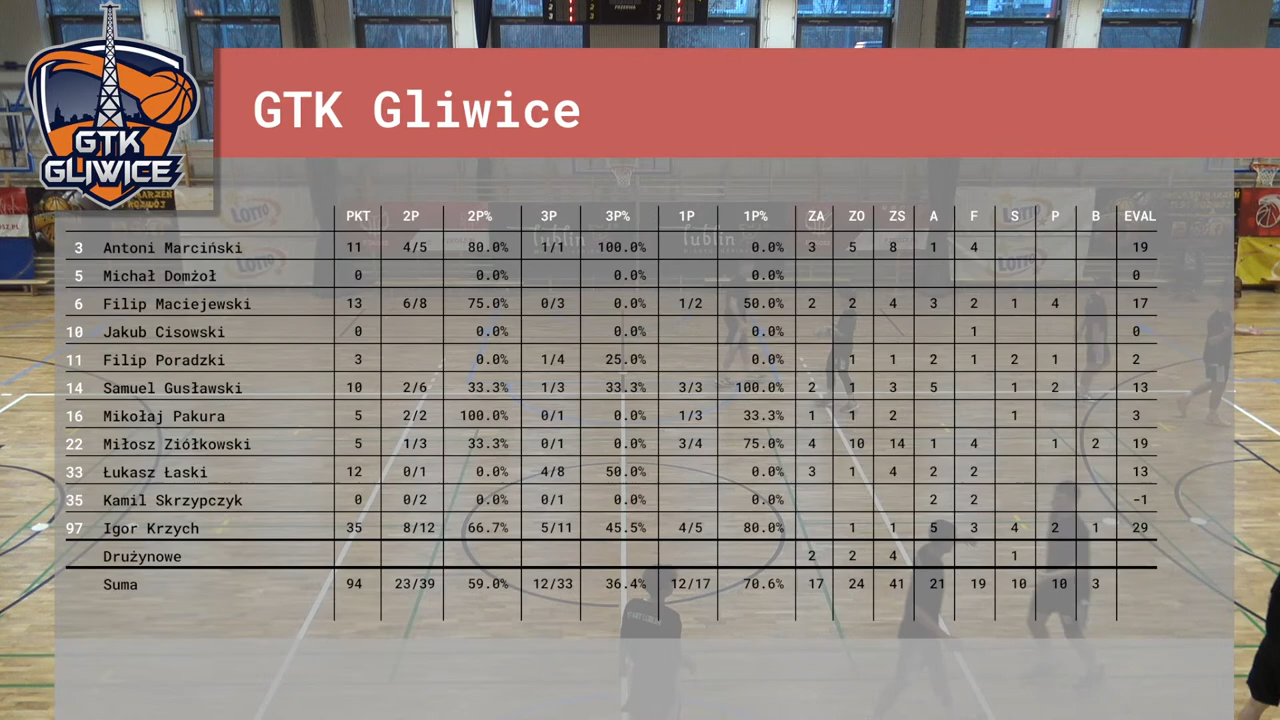 GTK
GLIWICE
GTK Gliwice
PKT 2P 2P% 3P 3P% 1P 1P% ZA ZO ZS A F S P B EVAL
3 Antoni Marciński 11 4/5 80.0% 1/1 100.0% 0.0% 3 5 8 1 4 19
5 Michał Domżoł 0 0.0% 0.0% 0.0% 0
6 Filip Maciejewski 13 6/8 75.0% 0/3 0.0% 1/2 50.0% 2 2 4 3 2 1 4 17
10 Jakub Cisowski 0 0.0% 0.0% 0.0% 1 0
11 Filip Poradzki 3 0.0% 1/4 25.0% 0.0% 1 1 2 1 2 1 2
14 Samuel Gusławski 10 2/6 33.3% 1/3 33.3% 3/3 100.0% 2 1 3 5 1 2 13
16 Mikołaj Pakura 5 2/2 100.0% 0/1 0.0% 1/3 33.3% 1 1 2 1 3
22 Miłosz Ziółkowski 5 1/3 33.3% 0/1 0.0% 3/4 75.0% 4 10 14 1 4 1 2 19
33 Łukasz Łaski 12 0/1 0.0% 4/8 50.0% 0.0% 3 1 4 2 2 13
35 Kamil Skrzypczyk 0 0/2 0.0% 0/1 0.0% 0.0% 2 2 -1
97 Igor Krzych 35 8/12 66.7% 5/11 45.5% 4/5 80.0% 1 1 5 3 4 2 1 29
Drużynowe 2 2 4 1
Suma 94 23/39 59.0% 12/33 36.4% 12/17 70.6% 17 24 41 21 19 10 10 3
LOTTO
LOTTO
LOTTO
LOTTO
lublin
lublin